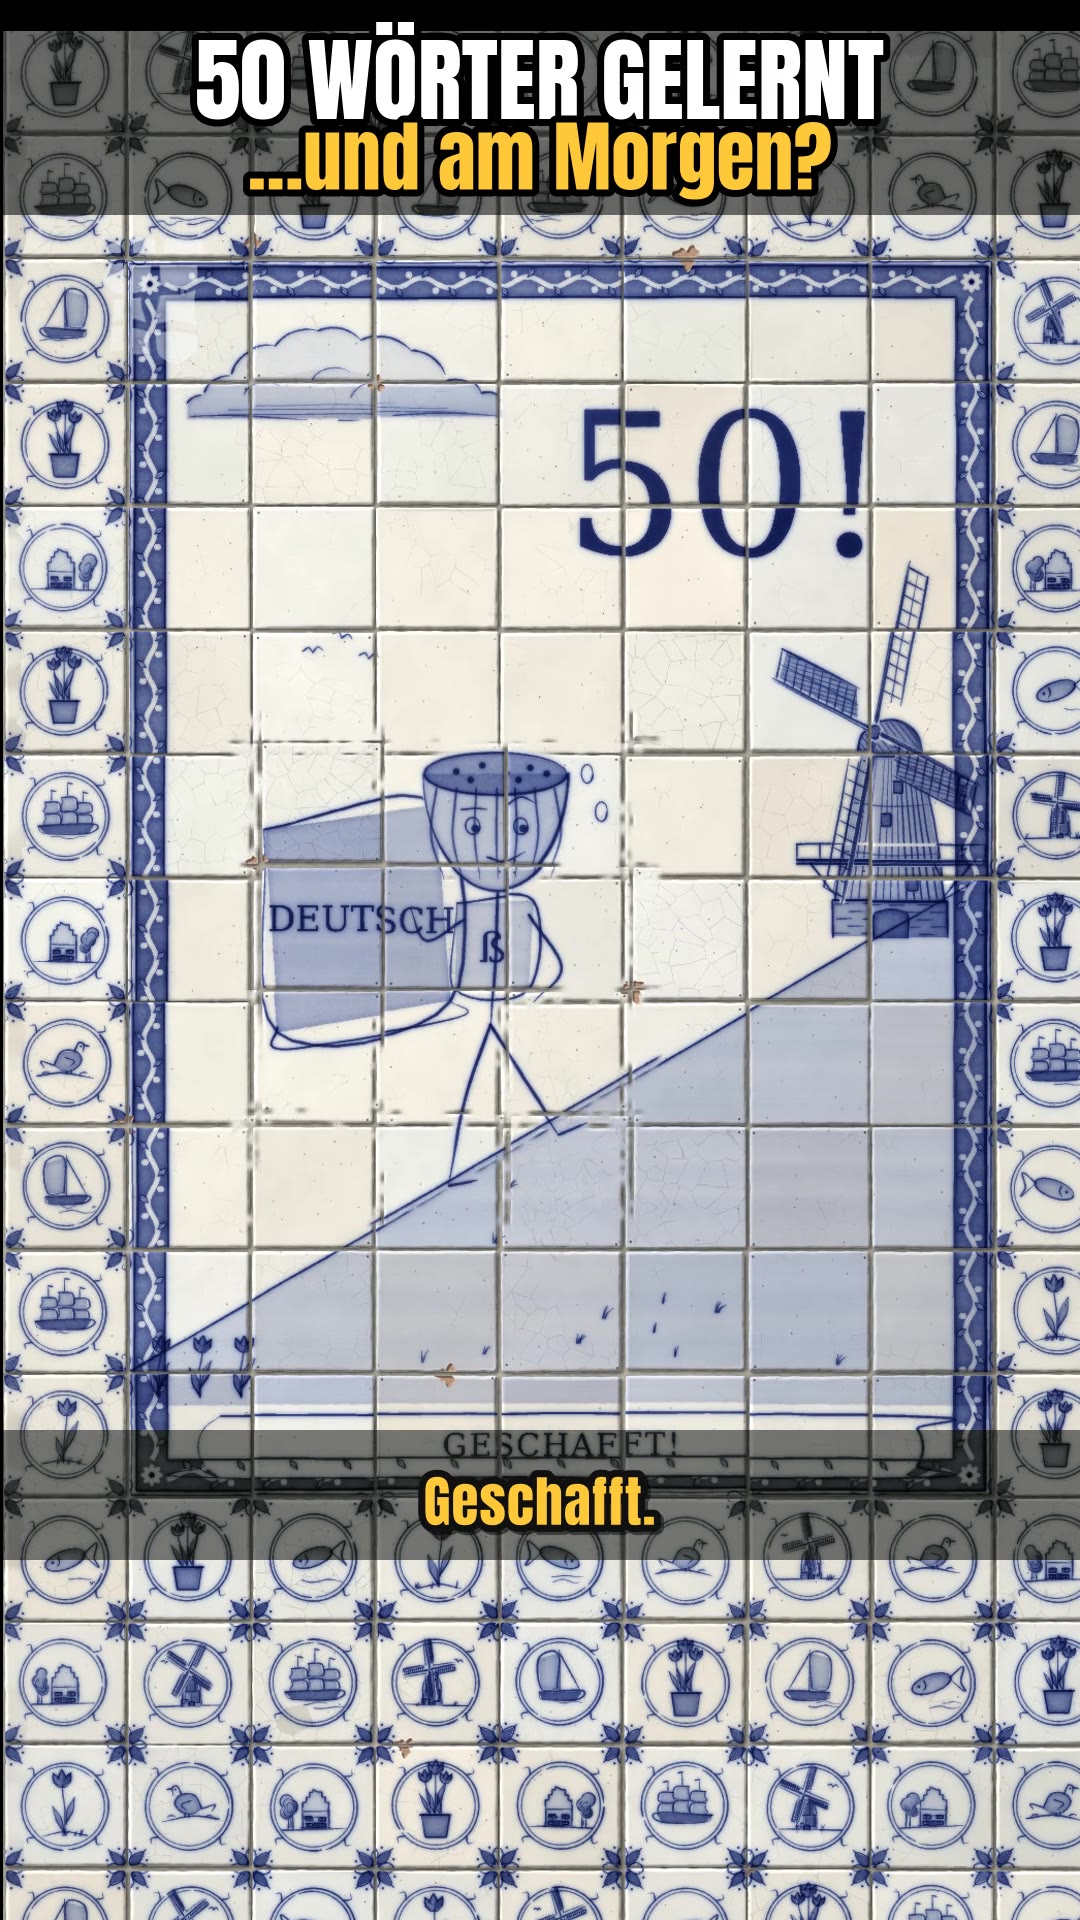 50 WÖRTER GELERNT
...und am Morgen?
50!
DEUTSCH
ß
GESCHAFFT!
Geschafft.